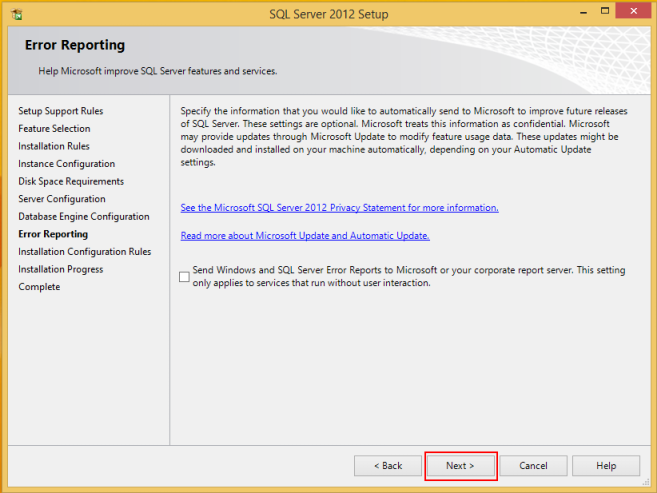 SQL Server 2012 Setup
Error Reporting
Help Microsoft improve SQL Server features and services.
Setup Support Rules
Feature Selection
Installation Rules
Instance Configuration
Disk Space Requirements
Server Configuration
Database Engine Configuration
Error Reporting
Installation Configuration Rules
Installation Progress
Complete
Specify the information that you would like to automatically send to Microsoft to improve future releases
of SQL Server. These settings are optional. Microsoft treats this information as confidential. Microsoft
may provide updates through Microsoft Update to modify feature usage data. These updates might be
downloaded and installed on your machine automatically, depending on your Automatic Update
settings.
See the Microsoft SQL Server 2012 Privacy Statement for more information.
Read more about Microsoft Update and Automatic Update.
Send Windows and SQL Server Error Reports to Microsoft or your corporate report server. This setting
only applies to services that run without user interaction.
< Back
Next >
Cancel
Help